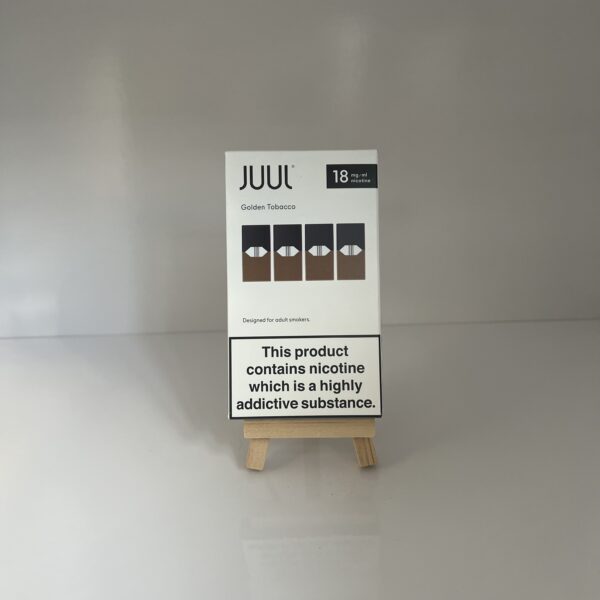 JUUL
18 mg/ml
nicotine
Golden Tobacco
Designed for adult smokers.
This product
contains nicotine
which is a highly
addictive substance.